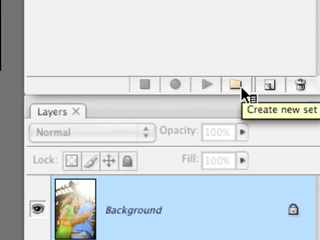 Create new set
Layers
Normal Opacity: 100%
Lock: Fill: 100%
Background